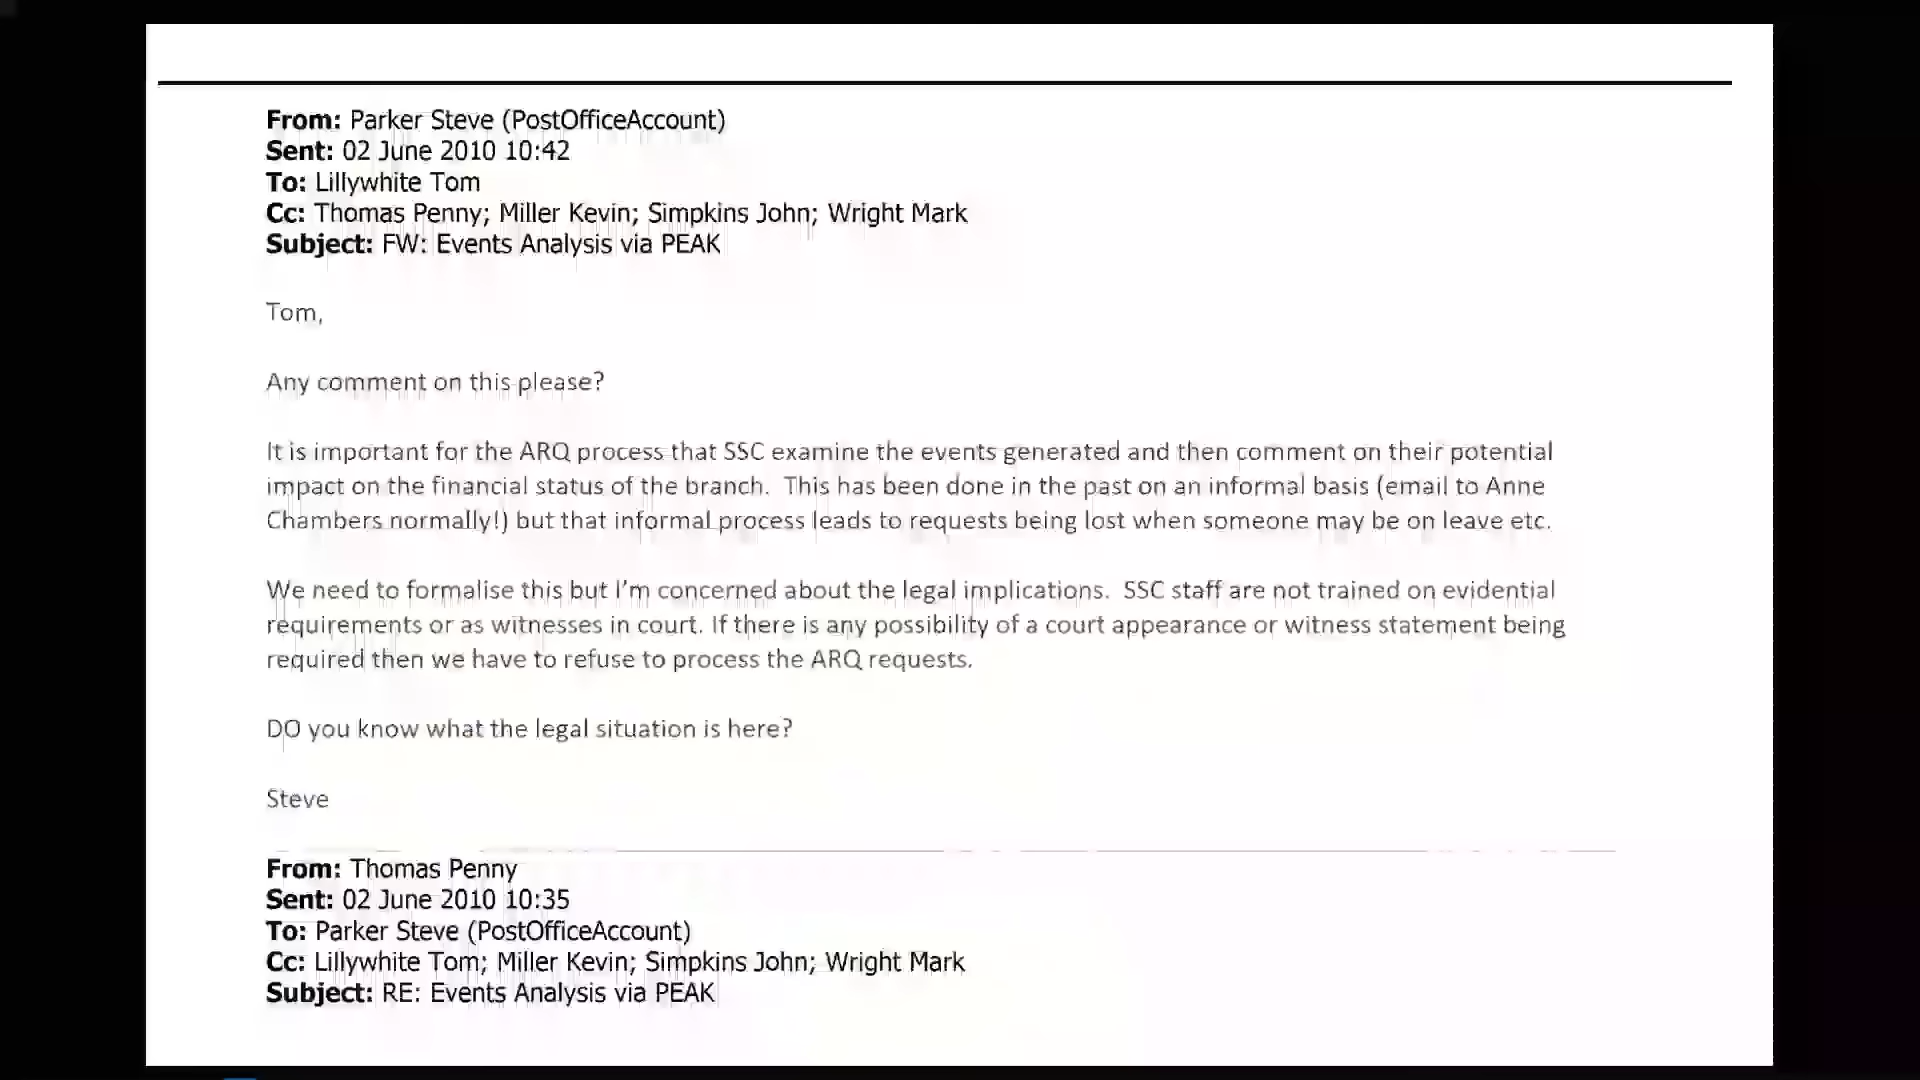 From: Parker Steve (PostOfficeAccount)
Sent: 02 June 2010 10:42
To: Lillywhite Tom
Cc: Thomas Penny; Miller Kevin; Simpkins John; Wright Mark
Subject: FW: Events Analysis via PEAK
Tom,
Any comment on this please?
It is important for the ARQ process that SSC examine the events generated and then comment on their potential
impact on the financial status of the branch.  This has been done in the past on an informal basis (email to Anne
Chambers normally!) but that informal process leads to requests being lost when someone may be on leave etc.
We need to formalise this but I'm concerned about the legal implications.  SSC staff are not trained on evidential
requirements or as witnesses in court. If there is any possibility of a court appearance or witness statement being
required then we have to refuse to process the ARQ requests.
DO you know what the legal situation is here?
Steve
From: Thomas Penny
Sent: 02 June 2010 10:35
To: Parker Steve (PostOfficeAccount)
Cc: Lillywhite Tom; Miller Kevin; Simpkins John; Wright Mark
Subject: RE: Events Analysis via PEAK